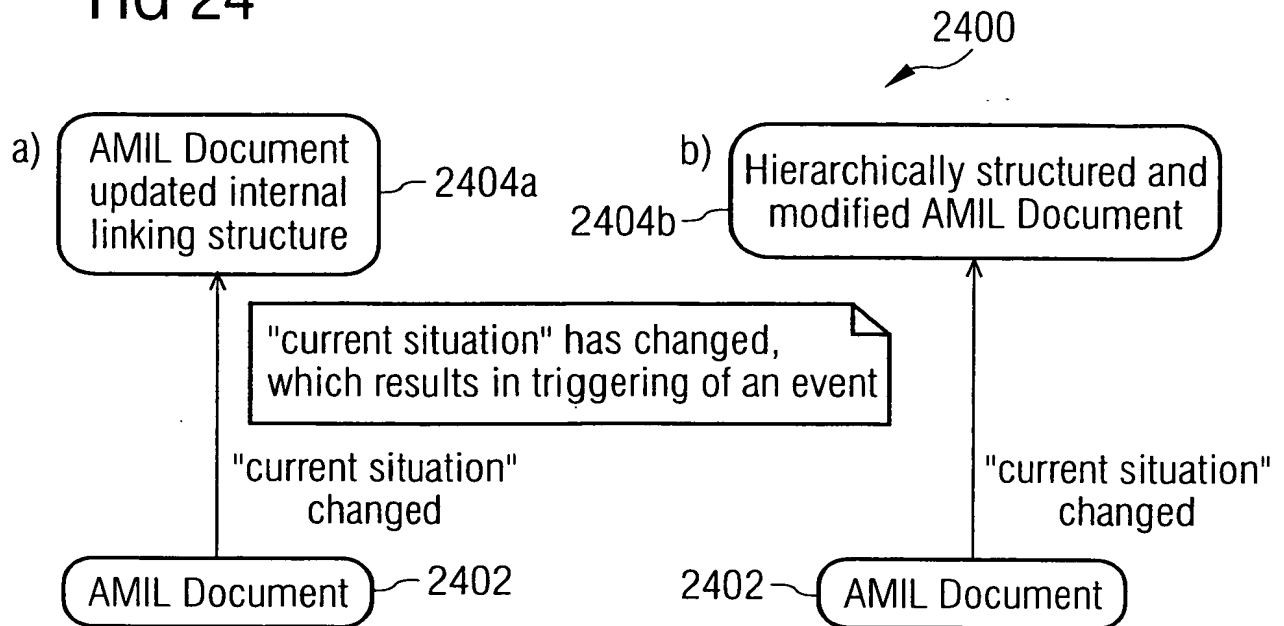 FIG 24
2400
a)
AMIL Document
updated internal
linking structure
2404a
b)
Hierarchically structured and
modified AMIL Document
2404b
"current situation" has changed,
which results in triggering of an event
"current situation"
changed
"current situation"
changed
AMIL Document
2402
2402
AMIL Document